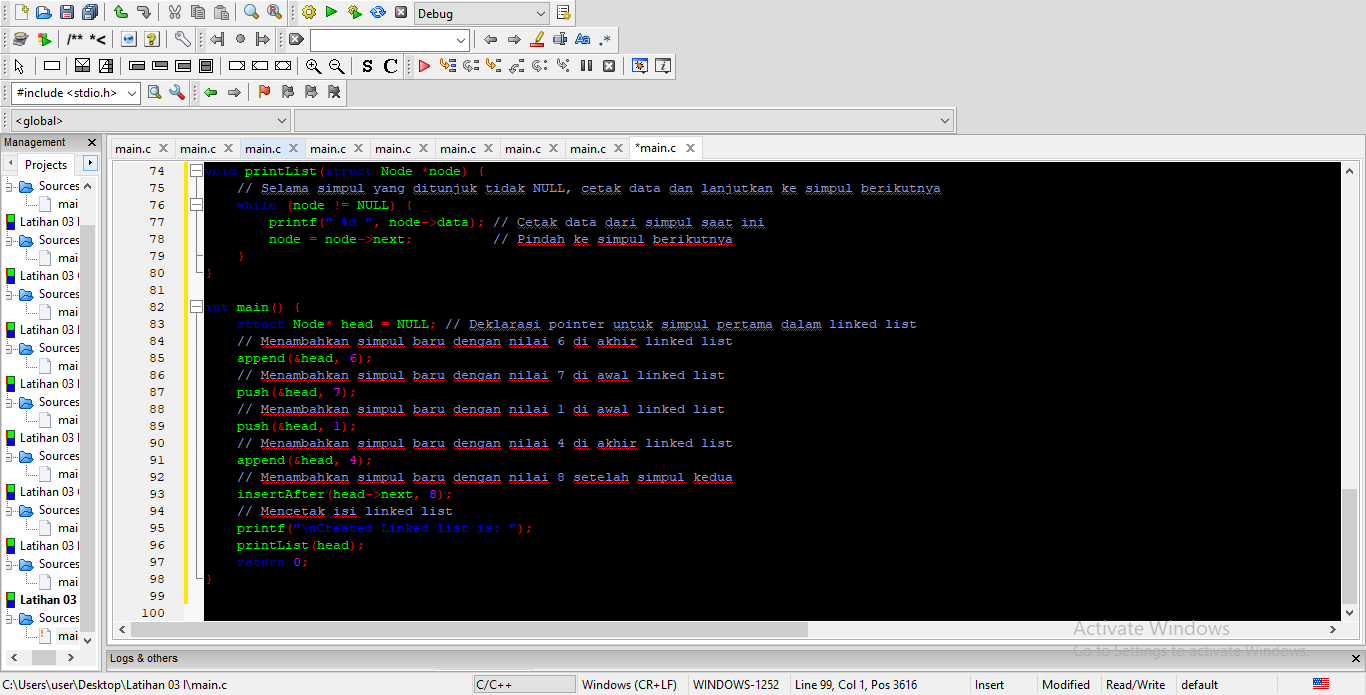 Debug
/** *<
Aa .*
S C
#include <stdio.h>
<global>
Management
Projects
main.c main.c main.c main.c main.c main.c main.c main.c *main.c
Sources
mai
Latihan 03 I
Sources
mai
Latihan 03
Sources
mai
Latihan 03 I
Sources
mai
Latihan 03 I
Sources
mai
Latihan 03 I
Sources
mai
Latihan 03
Sources
mai
Latihan 03 I
Sources
mai
Latihan 03
Sources
mai
74 void printList(struct Node *node) {
75 // Selama simpul yang ditunjuk tidak NULL, cetak data dan lanjutkan ke simpul berikutnya
76 while (node != NULL) {
77 printf(" %d ", node->data); // Cetak data dari simpul saat ini
78 node = node->next; // Pindah ke simpul berikutnya
79 }
80 }
81
82 int main() {
83 struct Node* head = NULL; // Deklarasi pointer untuk simpul pertama dalam linked list
84 // Menambahkan simpul baru dengan nilai 6 di akhir linked list
85 append(&head, 6);
86 // Menambahkan simpul baru dengan nilai 7 di awal linked list
87 push(&head, 7);
88 // Menambahkan simpul baru dengan nilai 1 di awal linked list
89 push(&head, 1);
90 // Menambahkan simpul baru dengan nilai 4 di akhir linked list
91 append(&head, 4);
92 // Menambahkan simpul baru dengan nilai 8 setelah simpul kedua
93 insertAfter(head->next, 8);
94 // Mencetak isi linked list
95 printf("\nCreated Linked list is: ");
96 printList(head);
97 return 0;
98 }
99
100
Activate Windows
Go to Settings to activate Windows.
Logs & others
C:\Users\user\Desktop\Latihan 03 I\main.c C/C++ Windows (CR+LF) WINDOWS-1252 Line 99, Col 1, Pos 3616 Insert Modified Read/Write default